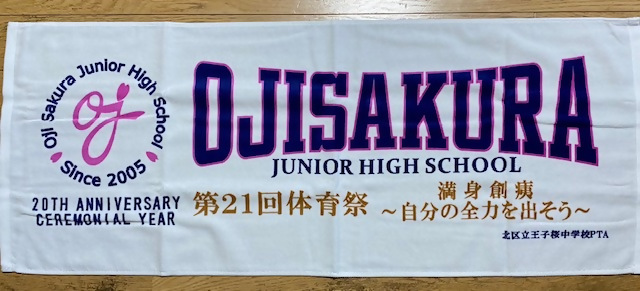 Oji Sakura Junior High School
oj
Since 2005
20TH ANNIVERSARY
CEREMONIAL YEAR
OJISAKURA
JUNIOR HIGH SCHOOL
第21回体育祭
満身創痍
～自分の全力を出そう～
北区立王子桜中学校PTA